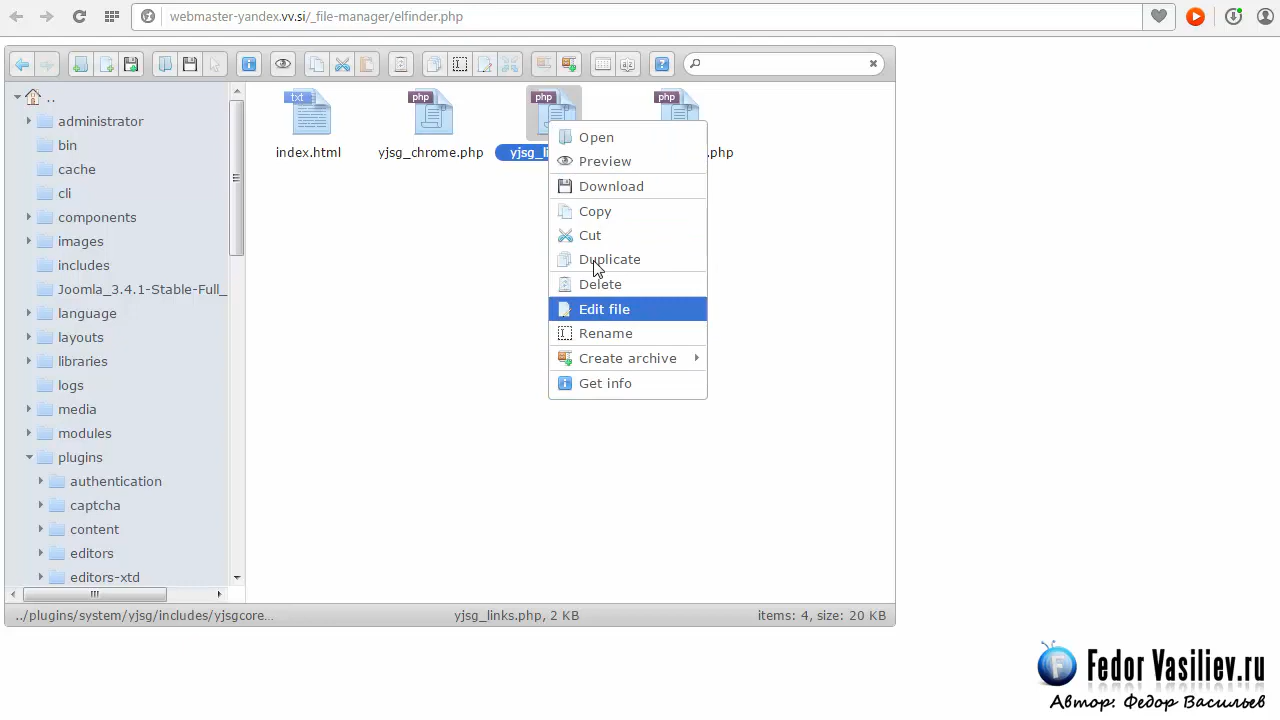 webmaster-yandex.vv.si/_file-manager/elfinder.php
..
administrator
bin
cache
cli
components
images
includes
Joomla_3.4.1-Stable-Full_
language
layouts
libraries
logs
media
modules
plugins
authentication
captcha
content
editors
editors-xtd
txt
php
php
php
index.html
yjsg_chrome.php
yjsg_li
.php
Open
Preview
Download
Copy
Cut
Duplicate
Delete
Edit file
Rename
Create archive
Get info
../plugins/system/yjsg/includes/yjsgcore...
yjsg_links.php, 2 KB
items: 4, size: 20 KB
Fedor Vasiliev.ru
Автор: Федор Васильев